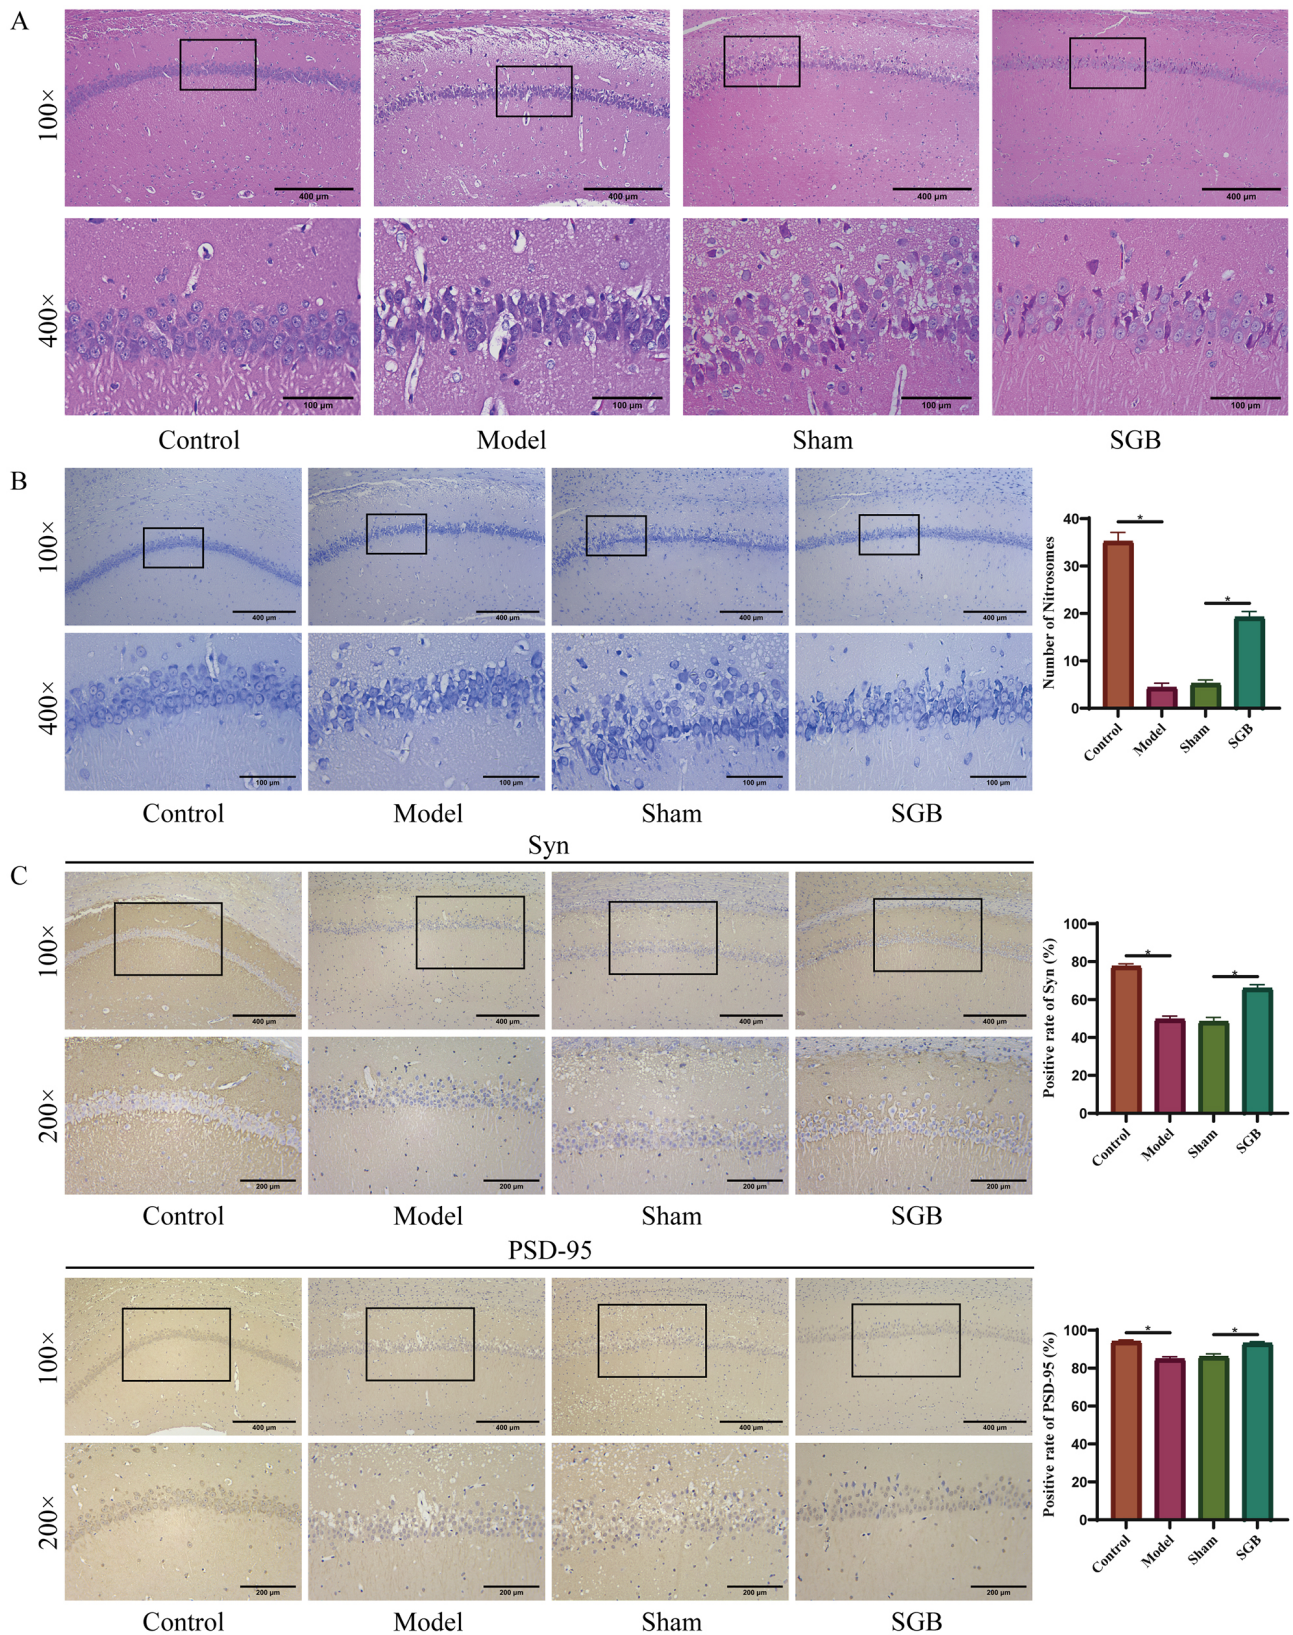 A
100×
400 µm
400 µm
400 µm
400 µm
400×
100 µm
100 µm
100 µm
100 µm
Control
Model
Sham
SGB
B
100×
400 µm
400 µm
400 µm
400 µm
400×
100 µm
100 µm
100 µm
100 µm
Control
Model
Sham
SGB
Number of Nitrosomes
40
30
20
10
0
*
*
Control
Model
Sham
SGB
Syn
C
100×
400 µm
400 µm
400 µm
400 µm
200×
200 µm
200 µm
200 µm
200 µm
Control
Model
Sham
SGB
Positive rate of Syn (%)
100
80
60
40
20
0
*
*
Control
Model
Sham
SGB
PSD-95
100×
400 µm
400 µm
400 µm
400 µm
200×
200 µm
200 µm
200 µm
200 µm
Control
Model
Sham
SGB
Positive rate of PSD-95 (%)
100
80
60
40
20
0
*
*
Control
Model
Sham
SGB